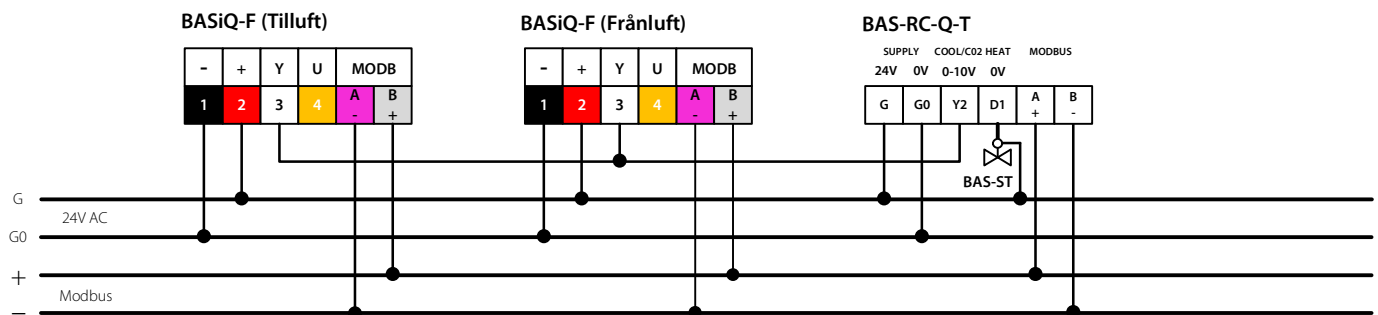 BASiQ-F (Tilluft)
- + Y U MODB
1 2 3 4 A - B +
BASiQ-F (Frånluft)
- + Y U MODB
1 2 3 4 A - B +
BAS-RC-Q-T
SUPPLY COOL/C02 HEAT MODBUS
24V 0V 0-10V 0V
G G0 Y2 D1 A + B -
BAS-ST
G
24V AC
G0
+
Modbus
−